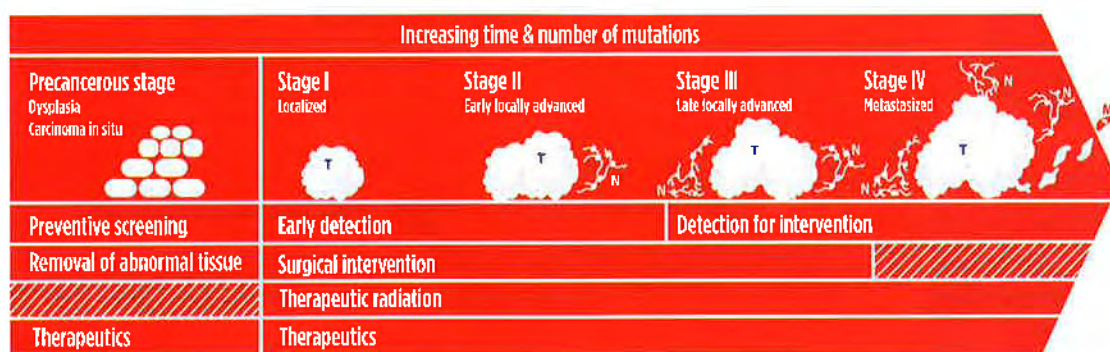 Increasing time & number of mutations
Precancerous stage
Dysplasia
Carcinoma in situ
Stage I
Localized
T
Stage II
Early locally advanced
T
N
Stage III
Late locally advanced
T
N
N
Stage IV
Metastasized
T
N
N
N
N
Preventive screening
Early detection
Detection for intervention
Removal of abnormal tissue
Surgical intervention
Therapeutic radiation
Therapeutics
Therapeutics